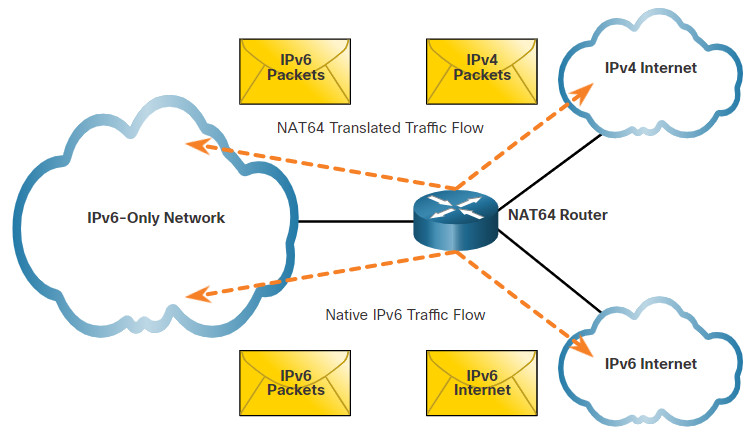 IPv6
Packets
IPv4
Packets
IPv4 Internet
NAT64 Translated Traffic Flow
IPv6-Only Network
NAT64 Router
Native IPv6 Traffic Flow
IPv6
Packets
IPv6
Internet
IPv6 Internet